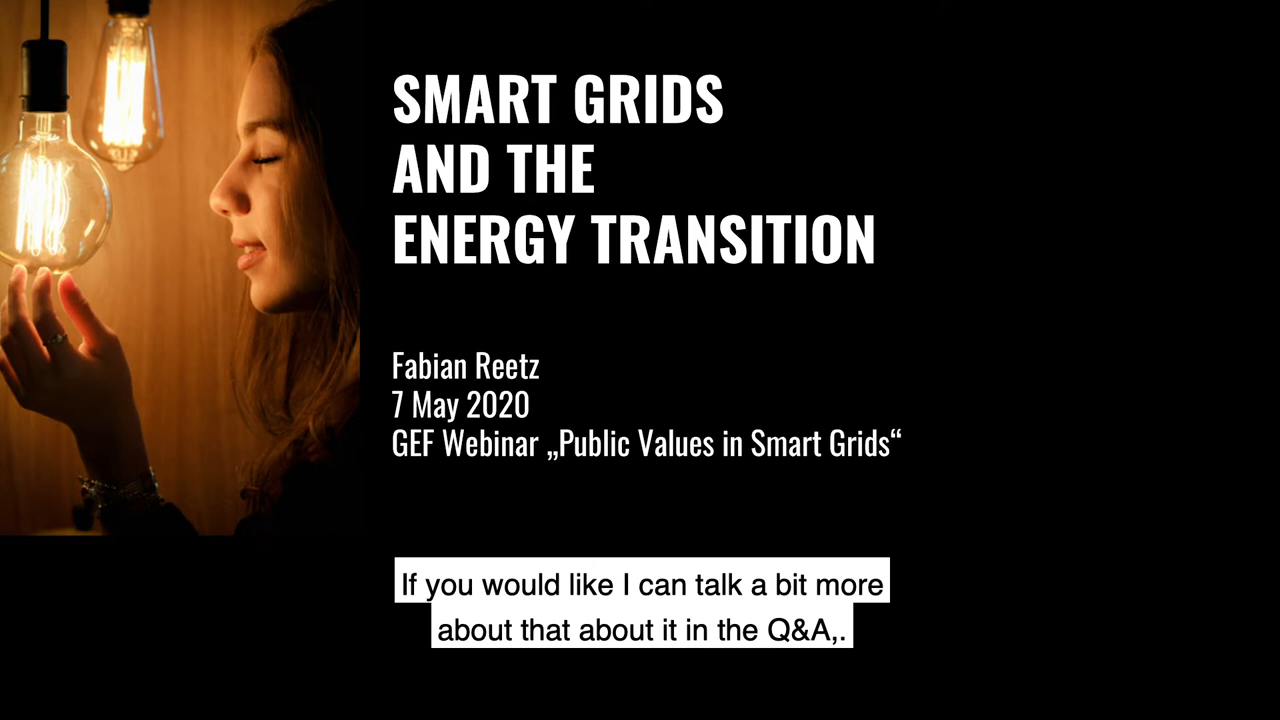 SMART GRIDS
AND THE
ENERGY TRANSITION
Fabian Reetz
7 May 2020
GEF Webinar „Public Values in Smart Grids“
If you would like I can talk a bit more
about that about it in the Q&A,.